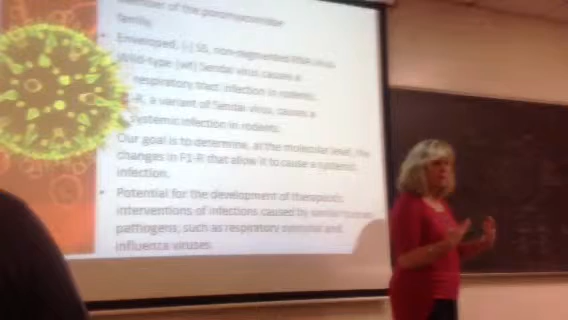 member of the paramyxoviridae
family.
• Enveloped, (-) SS, non-segmented RNA virus
Wild-type (wt) Sendai virus causes a
respiratory tract infection in rodents.
a variant of Sendai virus, causes a
systemic infection in rodents.
Our goal is to determine, at the molecular level, the
changes in F1-R that allow it to cause a systemic
infection.
• Potential for the development of therapeutic
interventions of infections caused by similar human
pathogens, such as respiratory syncytial and
influenza viruses.